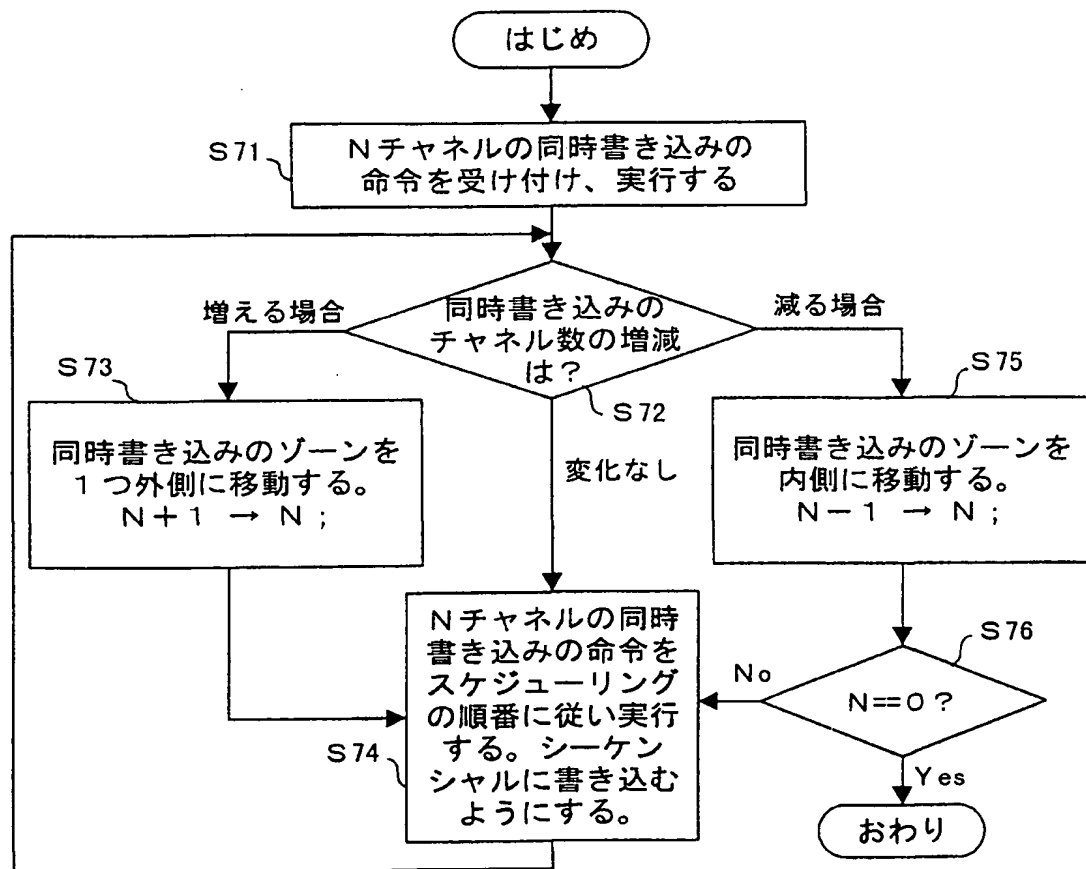 はじめ
S71
Nチャネルの同時書き込みの
命令を受け付け、実行する
増える場合
同時書き込みの
チャネル数の増減
は?
減る場合
S72
S73
同時書き込みのゾーンを
1つ外側に移動する。
N+1 → N ;
変化なし
S75
同時書き込みのゾーンを
内側に移動する。
N-1 → N ;
S74
Nチャネルの同時
書き込みの命令を
スケジューリング
の順番に従い実行
する。シーケン
シャルに書き込む
ようにする。
S76
No
N==0?
Yes
おわり